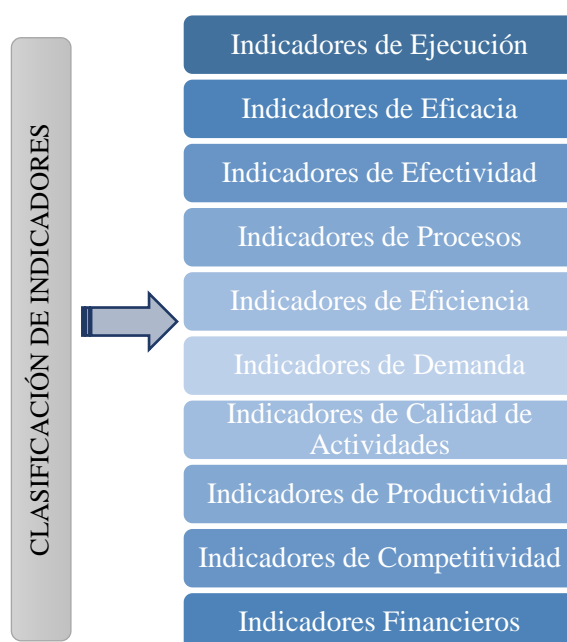 CLASIFICACIÓN DE INDICADORES
Indicadores de Ejecución
Indicadores de Eficacia
Indicadores de Efectividad
Indicadores de Procesos
Indicadores de Eficiencia
Indicadores de Demanda
Indicadores de Calidad de
Actividades
Indicadores de Productividad
Indicadores de Competitividad
Indicadores Financieros